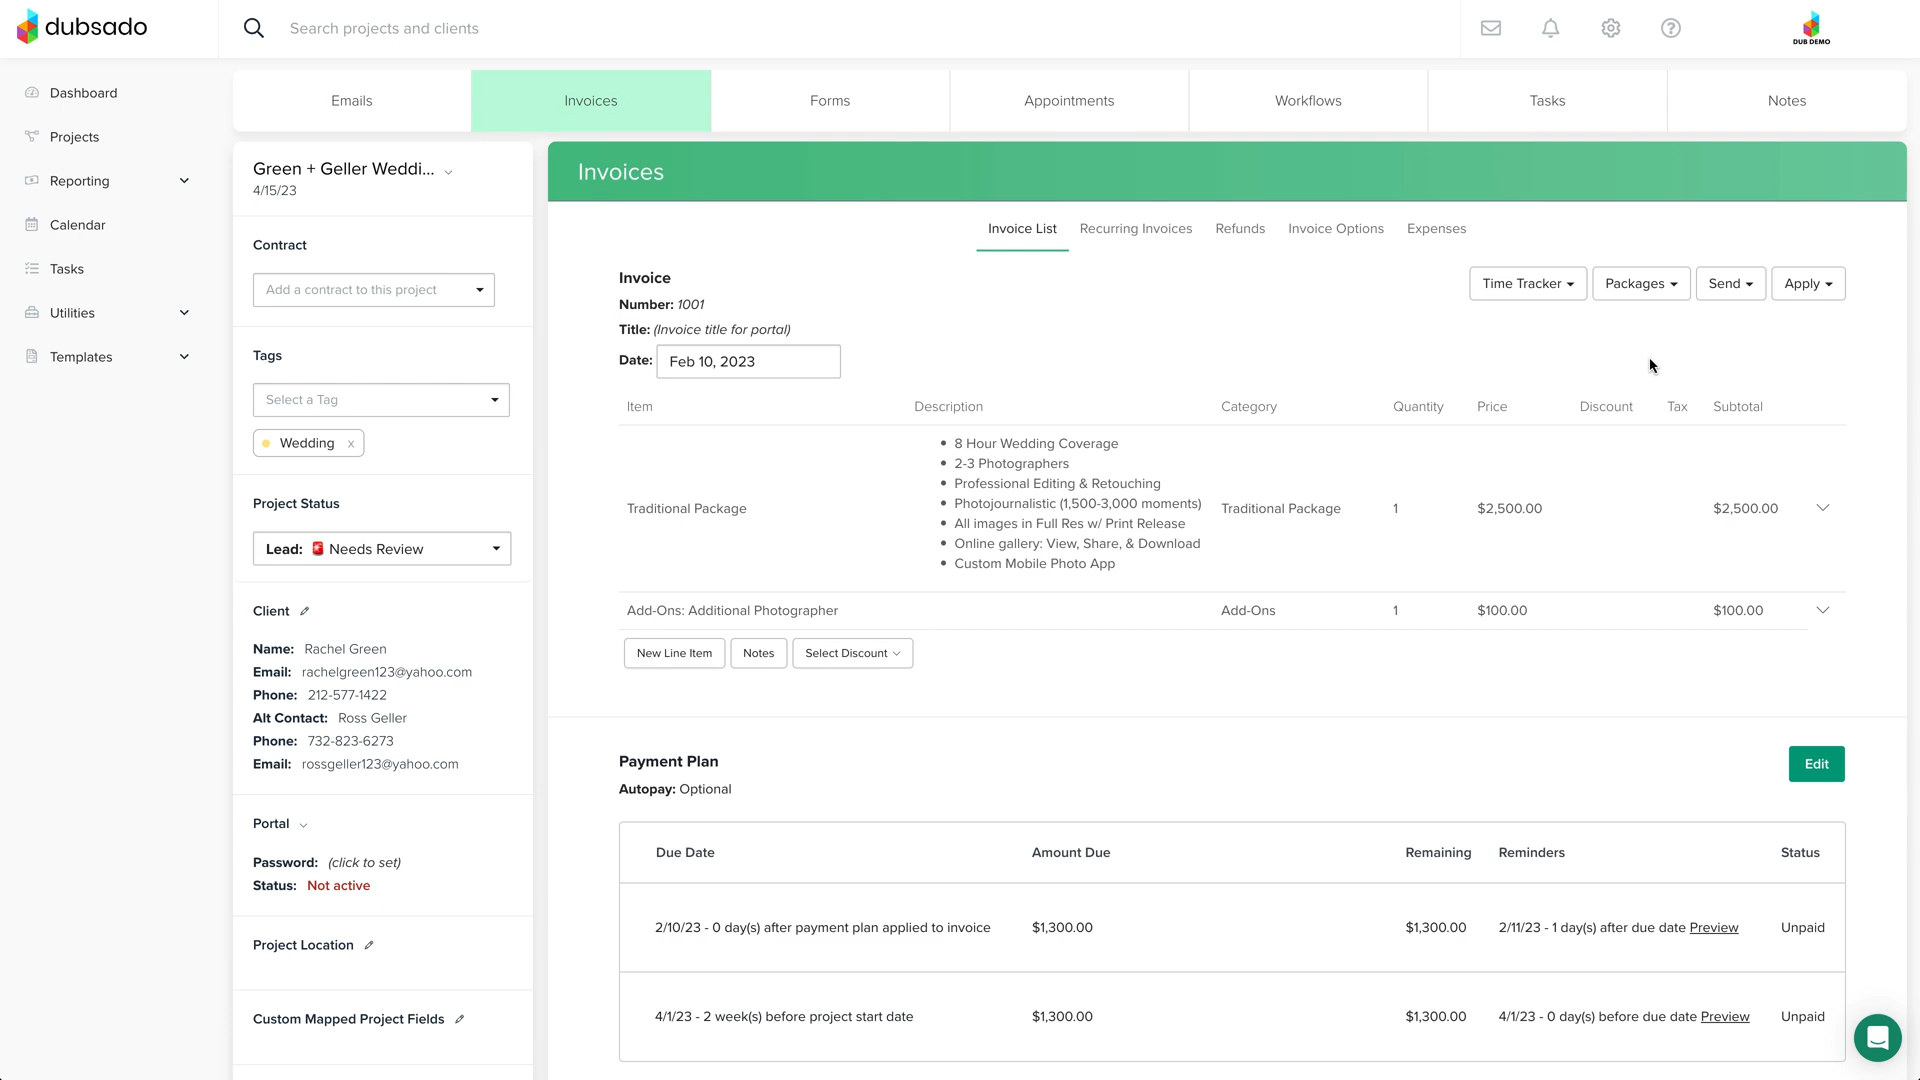 dubsado
Search projects and clients
DUB DEMO
Dashboard
Projects
Reporting
Calendar
Tasks
Utilities
Templates
Emails
Invoices
Forms
Appointments
Workflows
Tasks
Notes
Green + Geller Weddi...
4/15/23
Contract
Add a contract to this project
Tags
Select a Tag
Wedding x
Project Status
Lead: 🚨 Needs Review
Client
Name: Rachel Green
Email: rachelgreen123@yahoo.com
Phone: 212-577-1422
Alt Contact: Ross Geller
Phone: 732-823-6273
Email: rossgeller123@yahoo.com
Portal
Password: (click to set)
Status: Not active
Project Location
Custom Mapped Project Fields
Invoices
Invoice List Recurring Invoices Refunds Invoice Options Expenses
Invoice
Time Tracker Packages Send Apply
Number: 1001
Title: (Invoice title for portal)
Date: Feb 10, 2023
Item Description Category Quantity Price Discount Tax Subtotal
• 8 Hour Wedding Coverage
• 2-3 Photographers
• Professional Editing & Retouching
• Photojournalistic (1,500-3,000 moments)
Traditional Package Traditional Package 1 $2,500.00 $2,500.00
• All images in Full Res w/ Print Release
• Online gallery: View, Share, & Download
• Custom Mobile Photo App
Add-Ons: Additional Photographer Add-Ons 1 $100.00 $100.00
New Line Item Notes Select Discount
Payment Plan
Edit
Autopay: Optional
Due Date Amount Due Remaining Reminders Status
2/10/23 - 0 day(s) after payment plan applied to invoice $1,300.00 $1,300.00 2/11/23 - 1 day(s) after due date Preview Unpaid
4/1/23 - 2 week(s) before project start date $1,300.00 $1,300.00 4/1/23 - 0 day(s) before due date Preview Unpaid